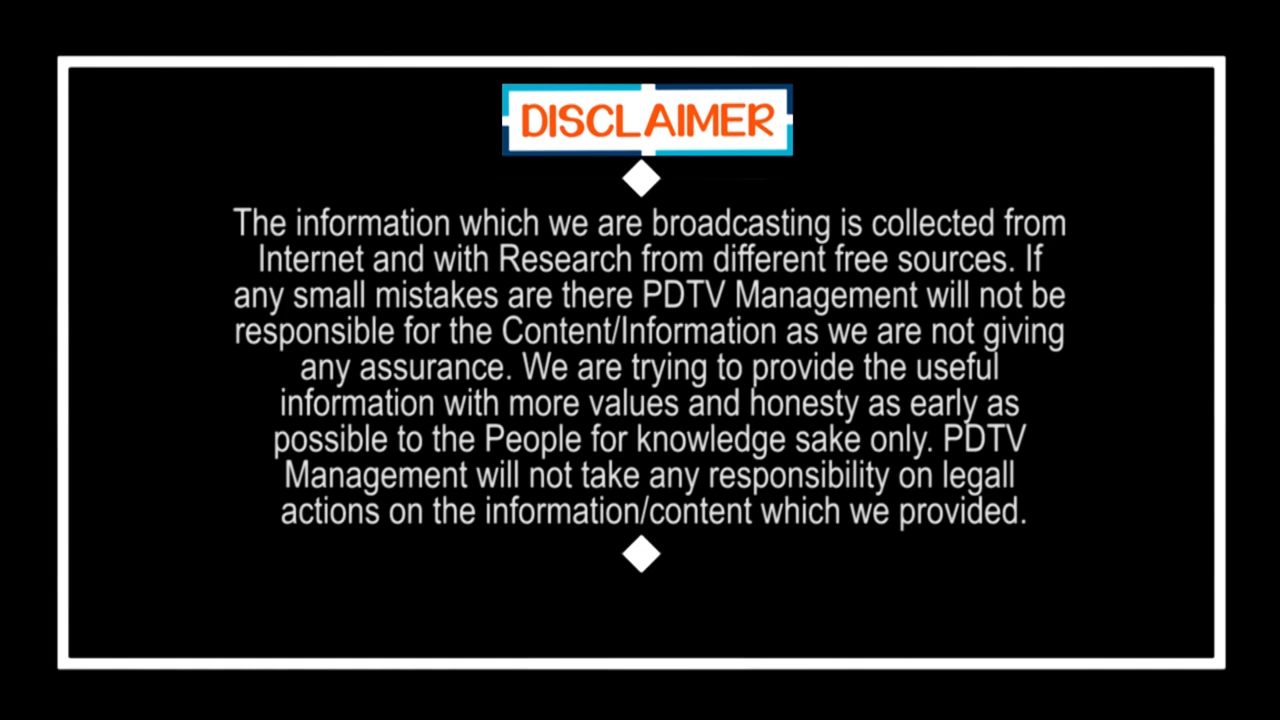 DISCLAIMER
The information which we are broadcasting is collected from
Internet and with Research from different free sources. If
any small mistakes are there PDTV Management will not be
responsible for the Content/Information as we are not giving
any assurance. We are trying to provide the useful
information with more values and honesty as early as
possible to the People for knowledge sake only. PDTV
Management will not take any responsibility on legall
actions on the information/content which we provided.